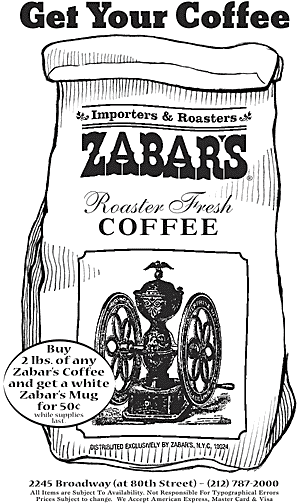 Get Your Coffee
Importers & Roasters
ZABAR'S®
Roaster Fresh
COFFEE
Buy
2 lbs. of any
Zabar's Coffee
and get a white
Zabar's Mug
for 50¢
while supplies
last
DISTRIBUTED EXCLUSIVELY BY ZABAR'S, N.Y.C. 10024
2245 Broadway (at 80th Street) – (212) 787-2000
All Items are Subject To Availability. Not Responsible For Typographical Errors
Prices Subject to change. We Accept American Express, Master Card & Visa